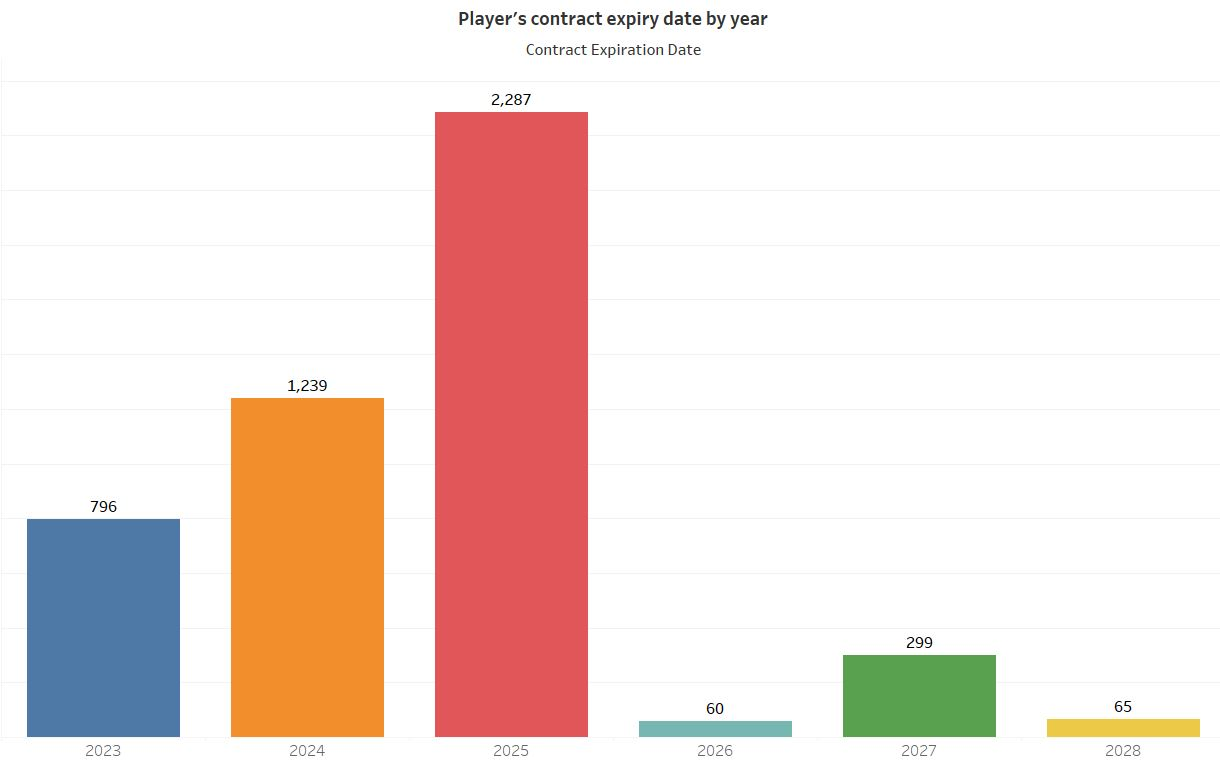 Player’s contract expiry date by year
Contract Expiration Date
2,287
1,239
796
299
60
65
2023 2024 2025 2026 2027 2028